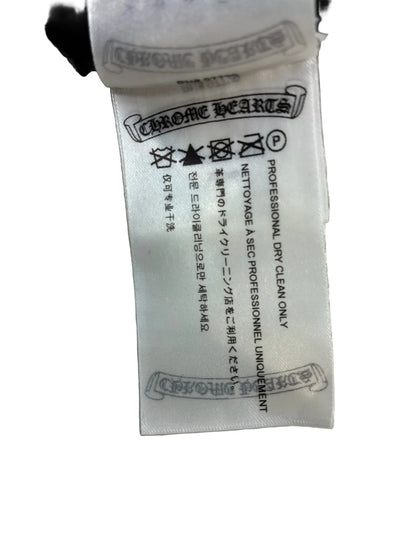 CHROME HEARTS
CHROME HEARTS
P
PROFESSIONAL DRY CLEAN ONLY
NETTOYAGE À SEC PROFESSIONNEL UNIQUEMENT
革専門のドライクリーニング店をご利用ください。
전문 드라이클리닝으로만 세탁하세요
仅可专业干洗
CHROME HEARTS